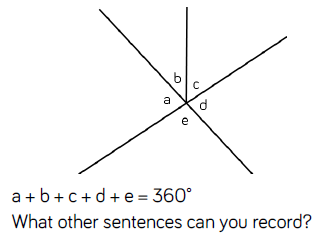 b
c
a
d
e
a + b + c + d + e = 360°
What other sentences can you record?